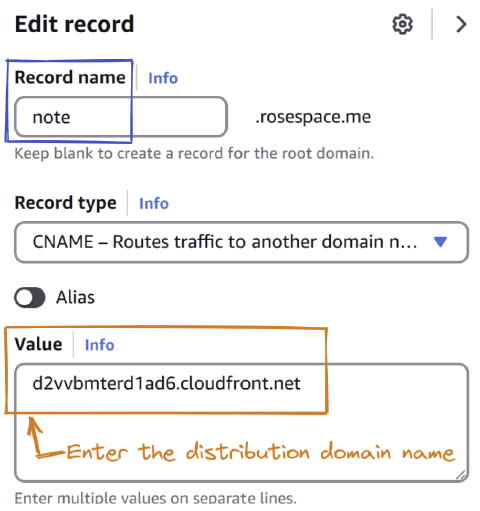 Edit record
Record name Info
note .rosespace.me
Keep blank to create a record for the root domain.
Record type Info
CNAME – Routes traffic to another domain n...
Alias
Value Info
d2vvbmterd1ad6.cloudfront.net
Enter the distribution domain name
Enter multiple values on separate lines.